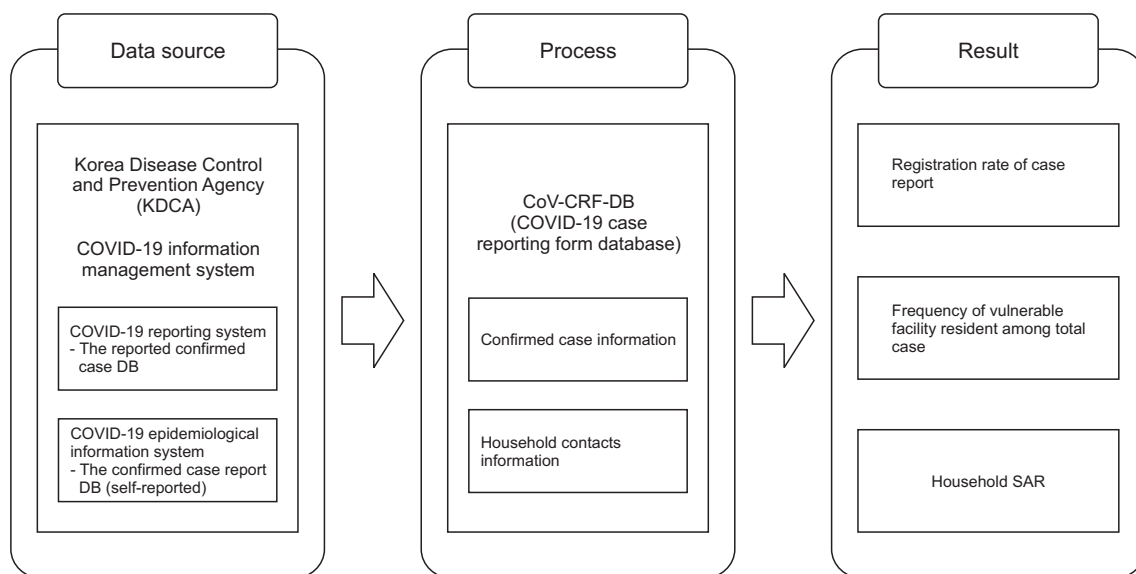 Data source
Korea Disease Control
and Prevention Agency
(KDCA)
COVID-19 information
management system
COVID-19 reporting system
- The reported confirmed
case DB
COVID-19 epidemiological
information system
- The confirmed case report
DB (self-reported)
Process
CoV-CRF-DB
(COVID-19 case
reporting form database)
Confirmed case information
Household contacts
information
Result
Registration rate of case
report
Frequency of vulnerable
facility resident among total
case
Household SAR